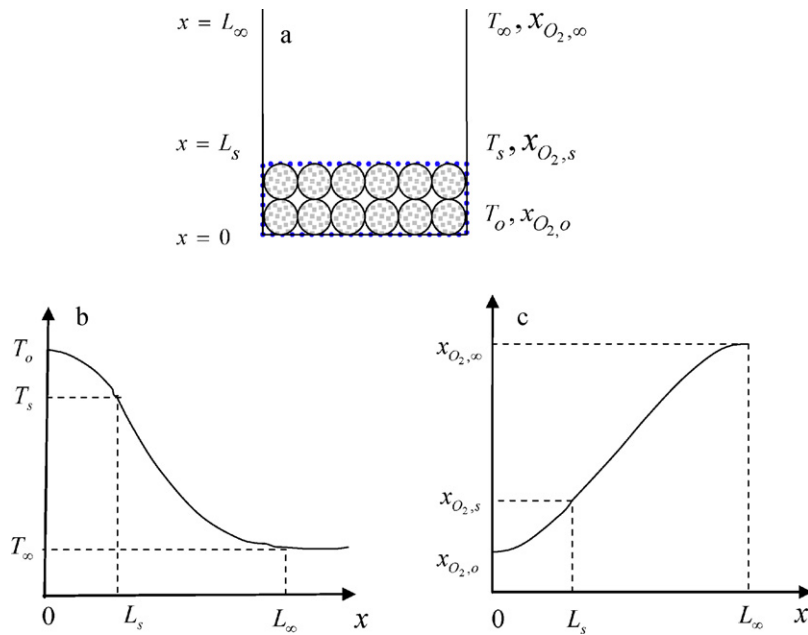 x = L∞ a T∞, xO₂,∞
x = Ls Ts, xO₂,s
x = 0 To, xO₂,o
b
To
Ts
T∞
0 Ls L∞ x
c
xO₂,∞
xO₂,s
xO₂,o
0 Ls L∞ x